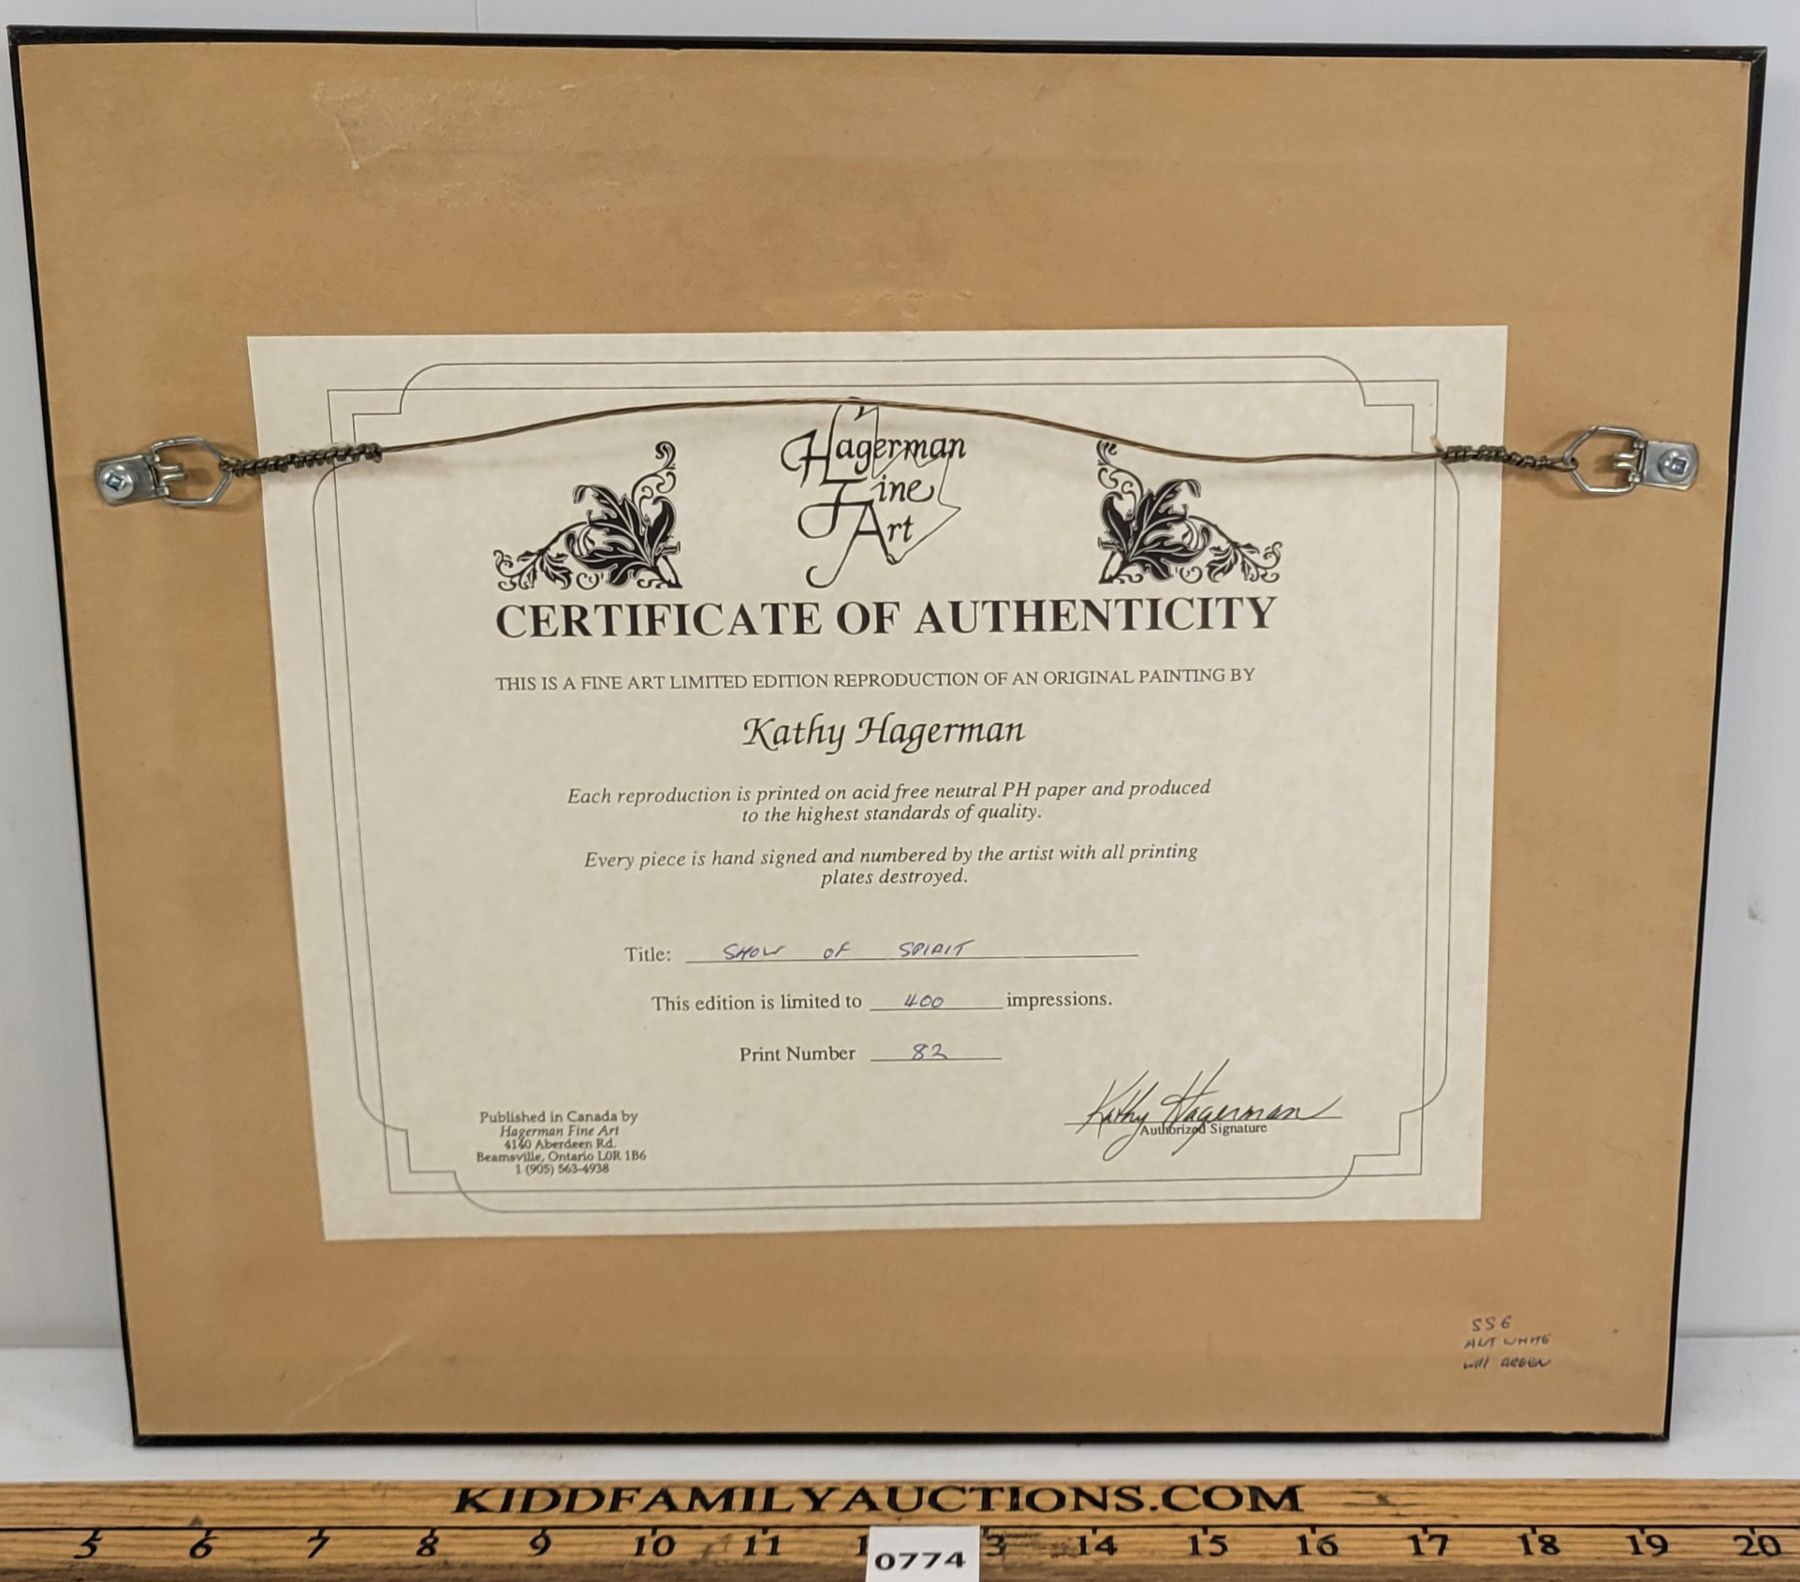 Hagerman
Fine
Art
CERTIFICATE OF AUTHENTICITY
THIS IS A FINE ART LIMITED EDITION REPRODUCTION OF AN ORIGINAL PAINTING BY
Kathy Hagerman
Each reproduction is printed on acid free neutral PH paper and produced
to the highest standards of quality.
Every piece is hand signed and numbered by the artist with all printing
plates destroyed.
Title: SHOW OF SPIRIT
This edition is limited to 400 impressions.
Print Number 82
Kathy Hagerman
Authorized Signature
Published in Canada by
Hagerman Fine Art
4140 Aberdeen Rd.
Beamsville, Ontario L0R 1B6
1 (905) 563-4938
SS6
WHITE
GREEN
KIDDFAMILYAUCTIONS.COM
5 6 7 8 9 10 11 1 3 14 15 16 17 18 19 20
0774